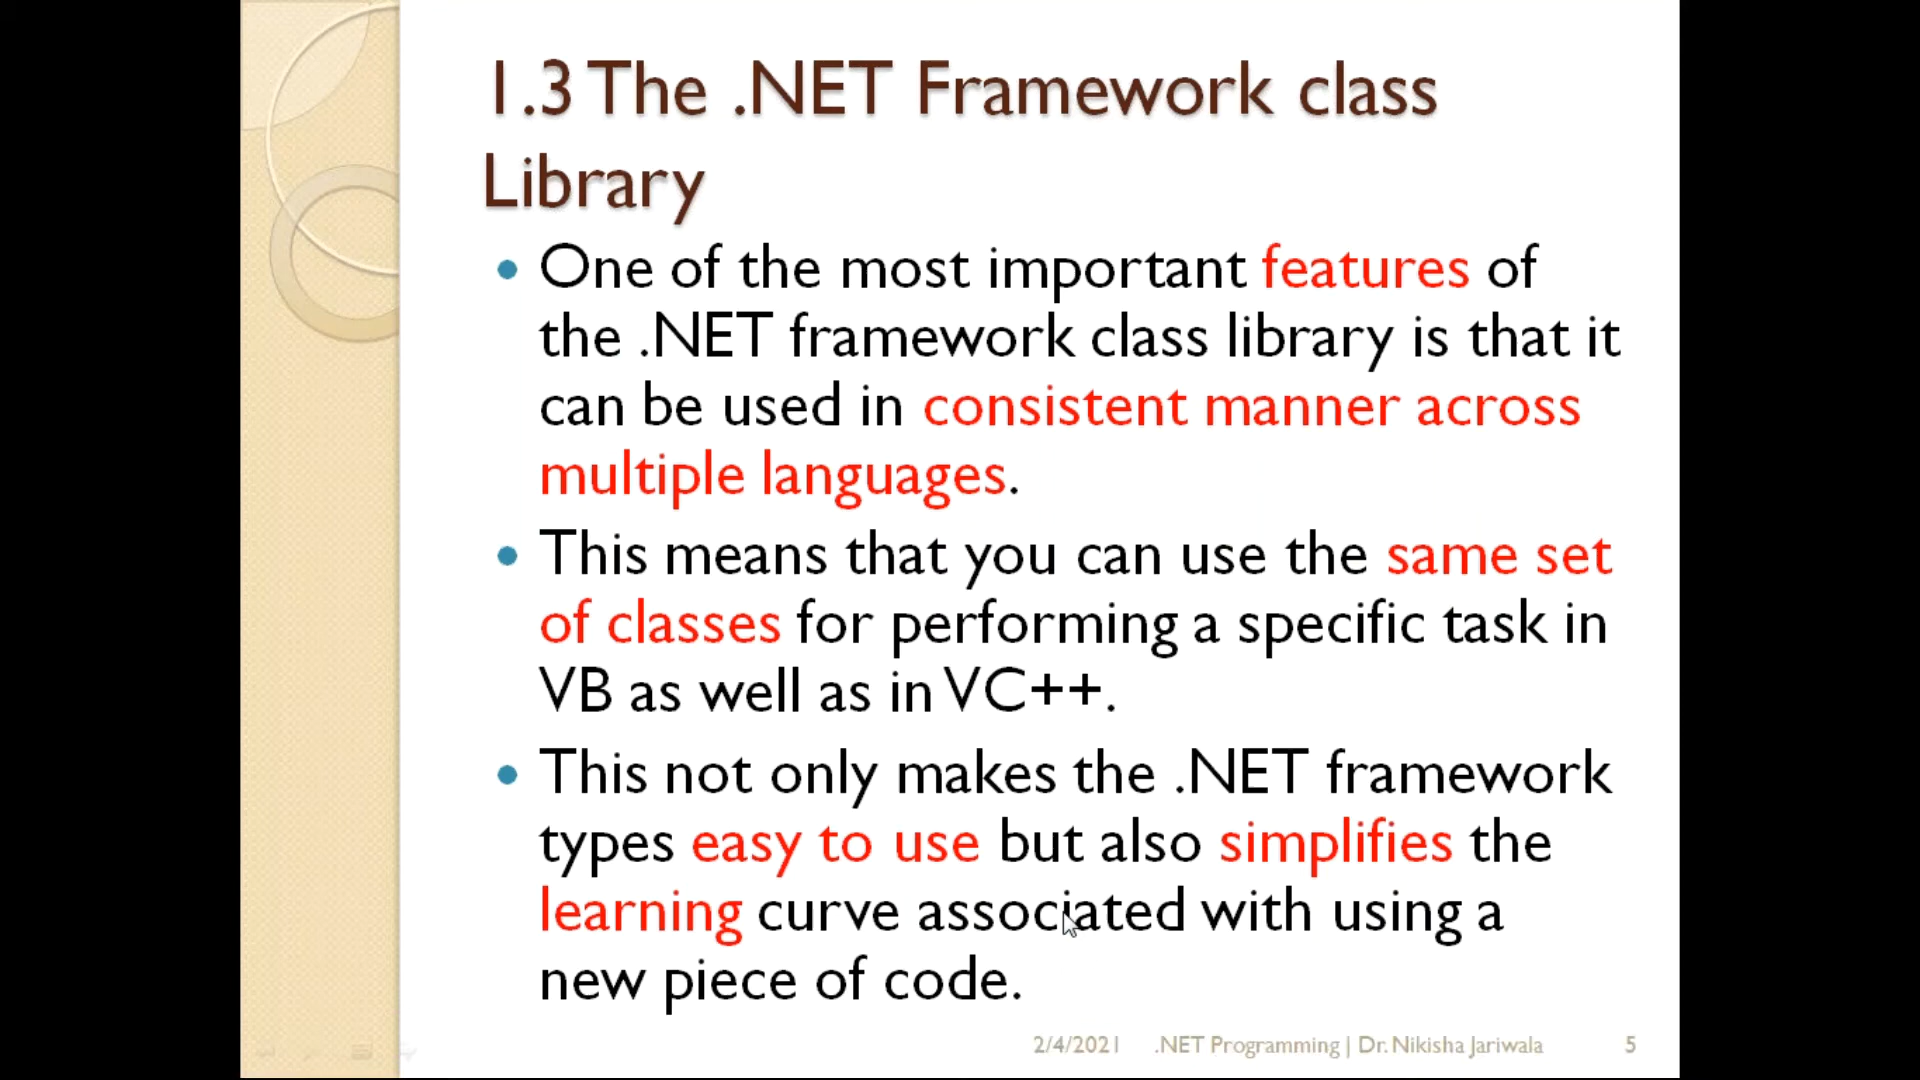 1.3 The .NET Framework class
Library
• One of the most important features of
the .NET framework class library is that it
can be used in consistent manner across
multiple languages.
• This means that you can use the same set
of classes for performing a specific task in
VB as well as in VC++.
• This not only makes the .NET framework
types easy to use but also simplifies the
learning curve associated with using a
new piece of code.
2/4/2021 .NET Programming | Dr. Nikisha Jariwala 5